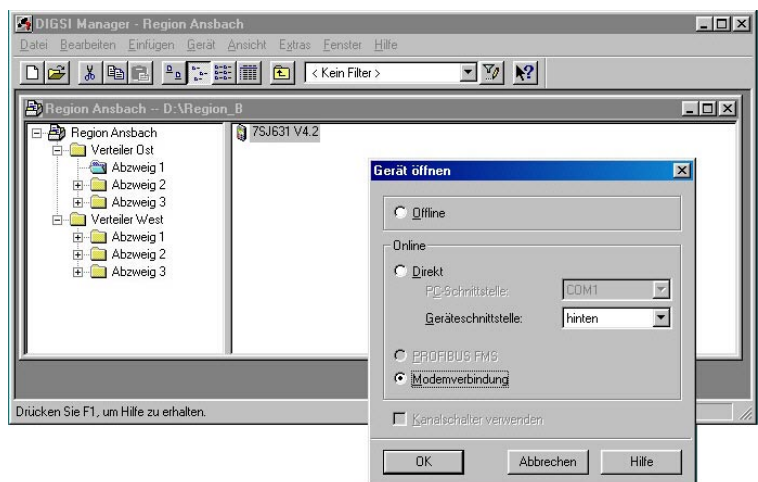 DIGSI Manager - Region Ansbach
Datei Bearbeiten Einfügen Gerät Ansicht Extras Fenster Hilfe
< Kein Filter >
Region Ansbach -- D:\Region_B
Region Ansbach
Verteiler Ost
Abzweig 1
Abzweig 2
Abzweig 3
Verteiler West
Abzweig 1
Abzweig 2
Abzweig 3
7SJ631 V4.2
Gerät öffnen
Offline
Online
Direkt
PC-Schnittstelle: COM1
Geräteschnittstelle: hinten
PROFIBUS FMS
Modemverbindung
Kanalschalter verwenden
OK Abbrechen Hilfe
Drücken Sie F1, um Hilfe zu erhalten.